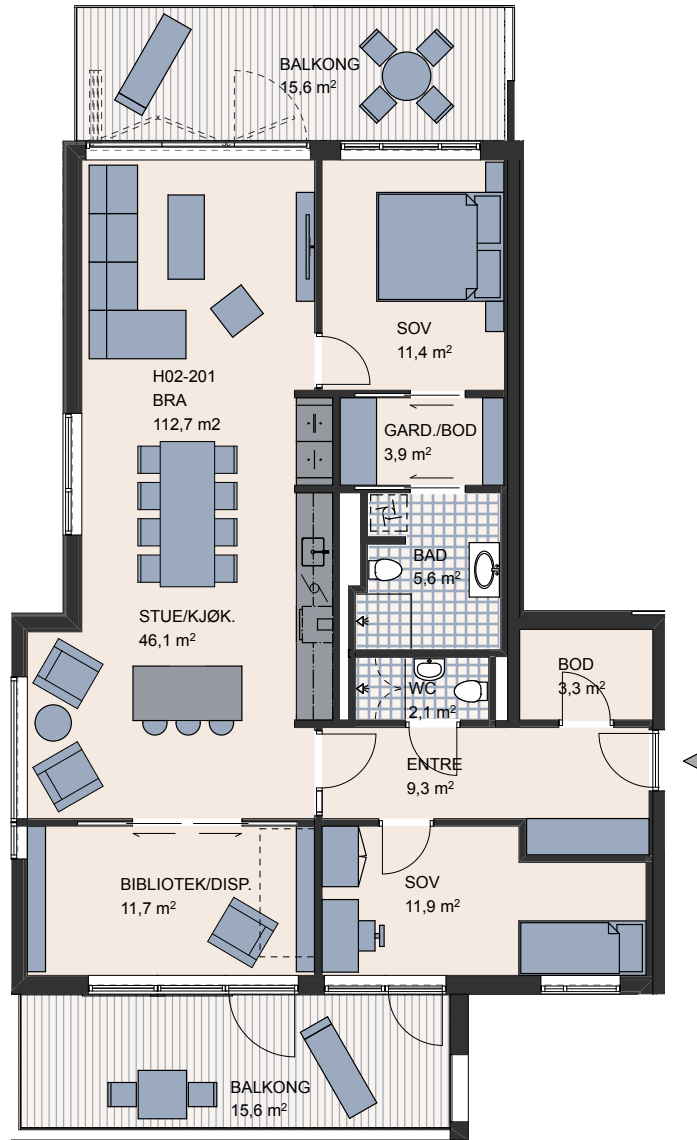 BALKONG
15,6 m²
SOV
11,4 m²
H02-201
BRA
112,7 m2
GARD./BOD
3,9 m²
BAD
5,6 m²
STUE/KJØK.
46,1 m²
BOD
3,3 m²
WC
2,1 m²
ENTRE
9,3 m²
BIBLIOTEK/DISP.
11,7 m²
SOV
11,9 m²
BALKONG
15,6 m²